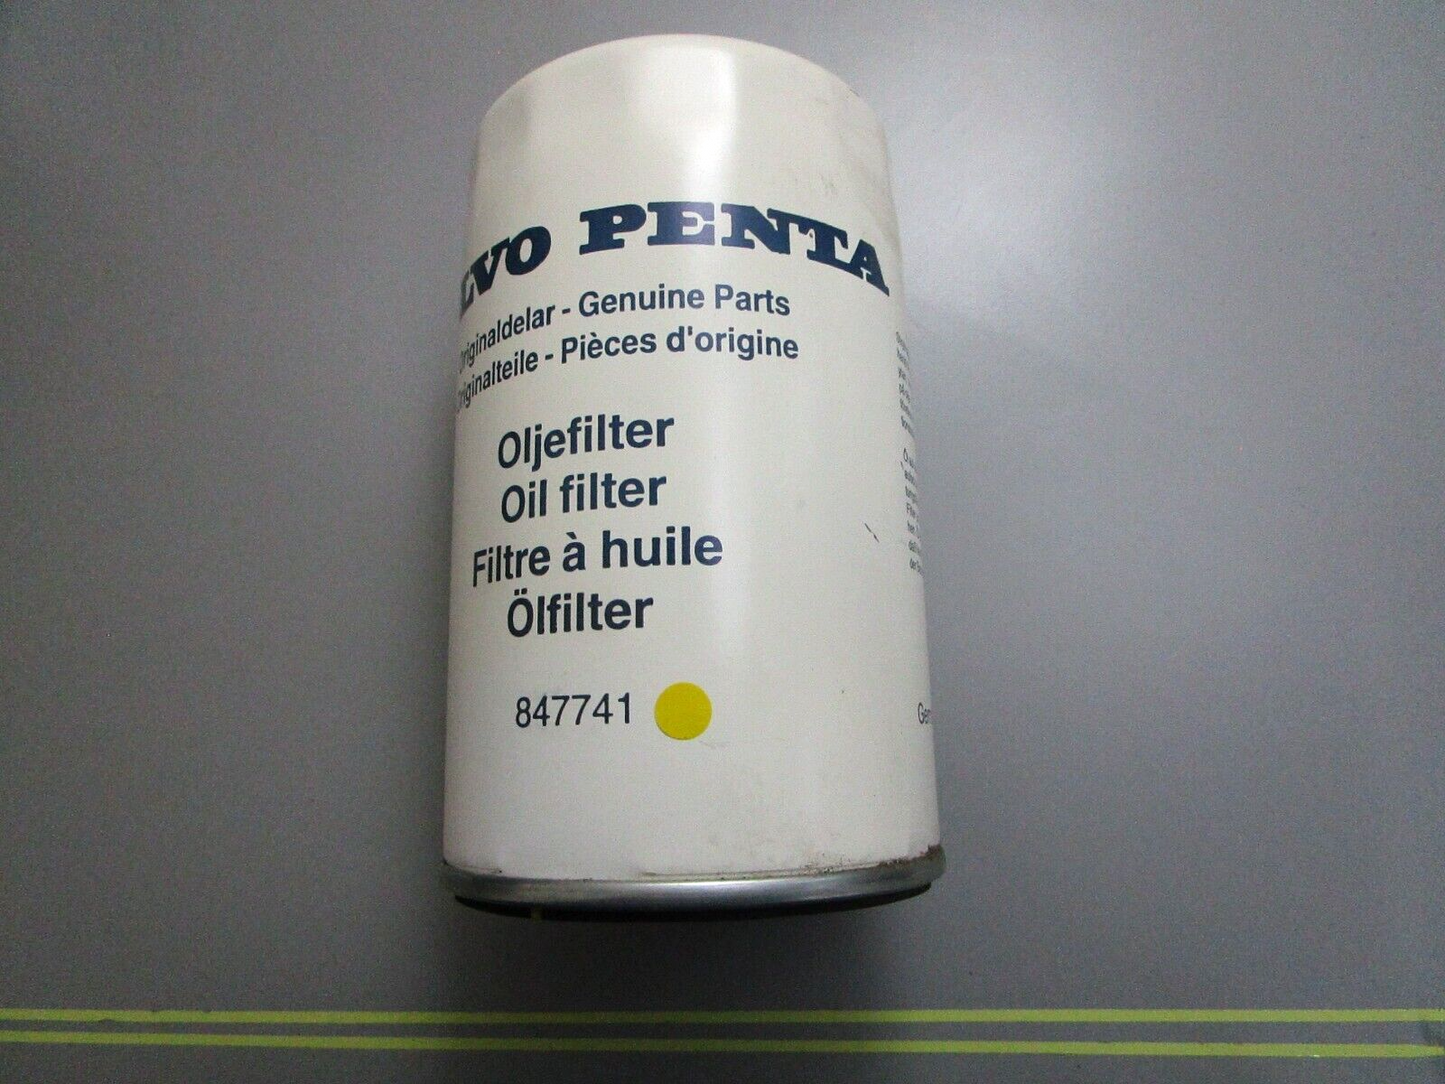 LVO PENTA
Originaldelar - Genuine Parts
Originalteile - Pièces d'origine
Oljefilter
Oil filter
Filtre à huile
Ölfilter
847741